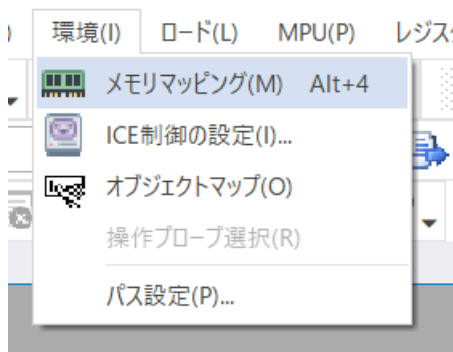 環境(I) ロード(L) MPU(P) レジス
メモリマッピング(M) Alt+4
ICE制御の設定(I)...
オブジェクトマップ(O)
操作プローブ選択(R)
パス設定(P)...